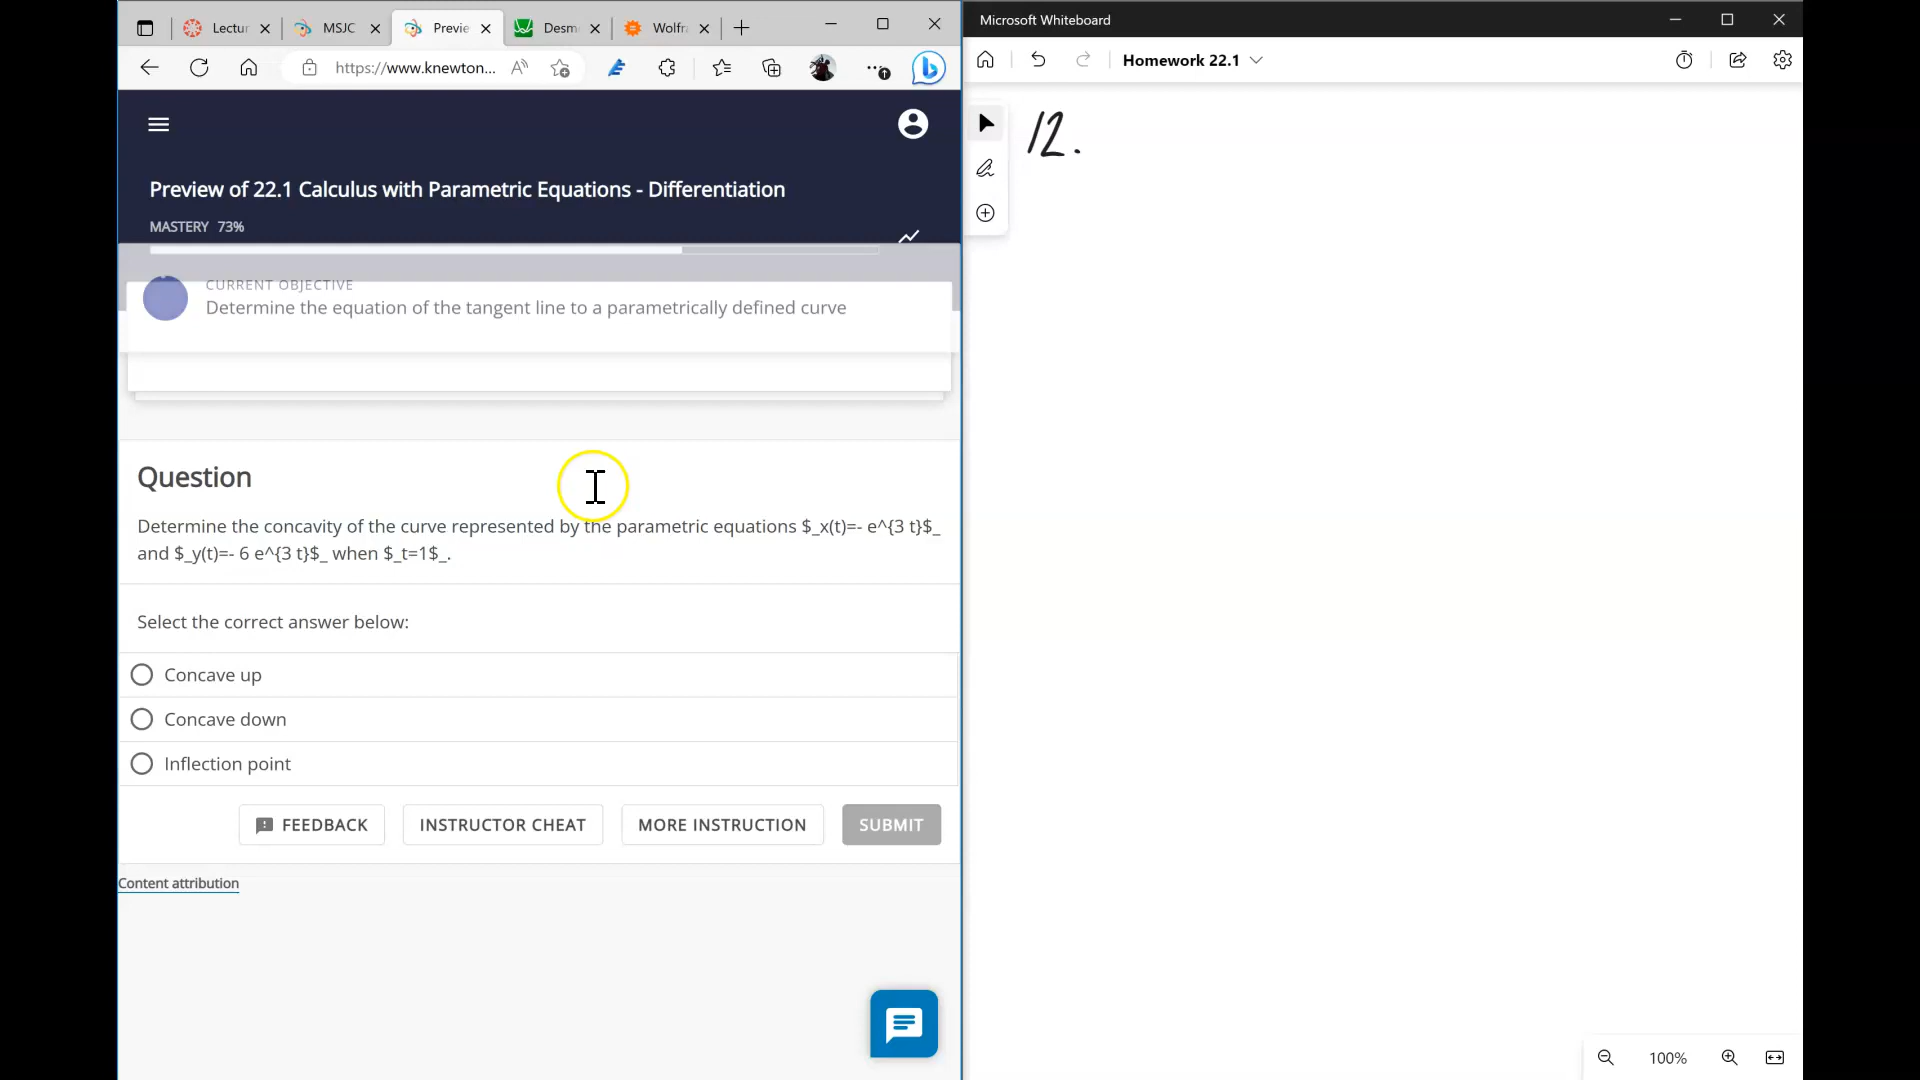 Lectur
MSJC
Previe
Desm
Wolfra
Microsoft Whiteboard
https://www.knewton...
Homework 22.1
12.
Preview of 22.1 Calculus with Parametric Equations - Differentiation
MASTERY 73%
CURRENT OBJECTIVE
Determine the equation of the tangent line to a parametrically defined curve
Question
Determine the concavity of the curve represented by the parametric equations $_x(t)=- e^{3 t}$_
and $_y(t)=- 6 e^{3 t}$_ when $_t=1$_.
Select the correct answer below:
Concave up
Concave down
Inflection point
FEEDBACK
INSTRUCTOR CHEAT
MORE INSTRUCTION
SUBMIT
Content attribution
100%